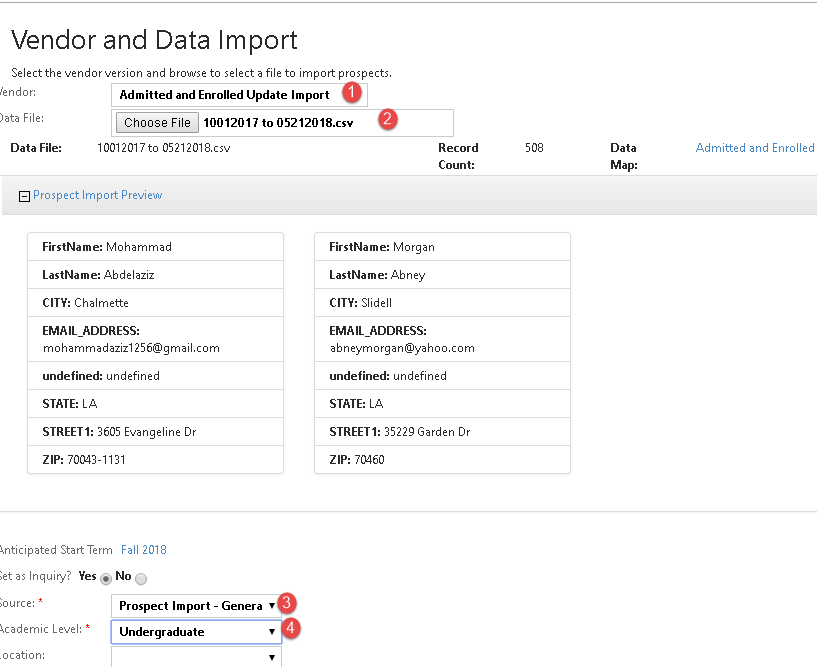 Vendor and Data Import
Select the vendor version and browse to select a file to import prospects.
Vendor: Admitted and Enrolled Update Import 1
Data File: Choose File 10012017 to 05212018.csv 2
Data File: 10012017 to 05212018.csv Record Count: 508 Data Map: Admitted and Enrolled
Prospect Import Preview
FirstName: Mohammad
LastName: Abdelaziz
CITY: Chalmette
EMAIL_ADDRESS:
mohammadaziz1256@gmail.com
undefined: undefined
STATE: LA
STREET1: 3605 Evangeline Dr
ZIP: 70043-1131
FirstName: Morgan
LastName: Abney
CITY: Slidell
EMAIL_ADDRESS:
abneymorgan@yahoo.com
undefined: undefined
STATE: LA
STREET1: 35229 Garden Dr
ZIP: 70460
Anticipated Start Term Fall 2018
Set as Inquiry? Yes No
Source: * Prospect Import - Genera 3
Academic Level: * Undergraduate 4
Location: